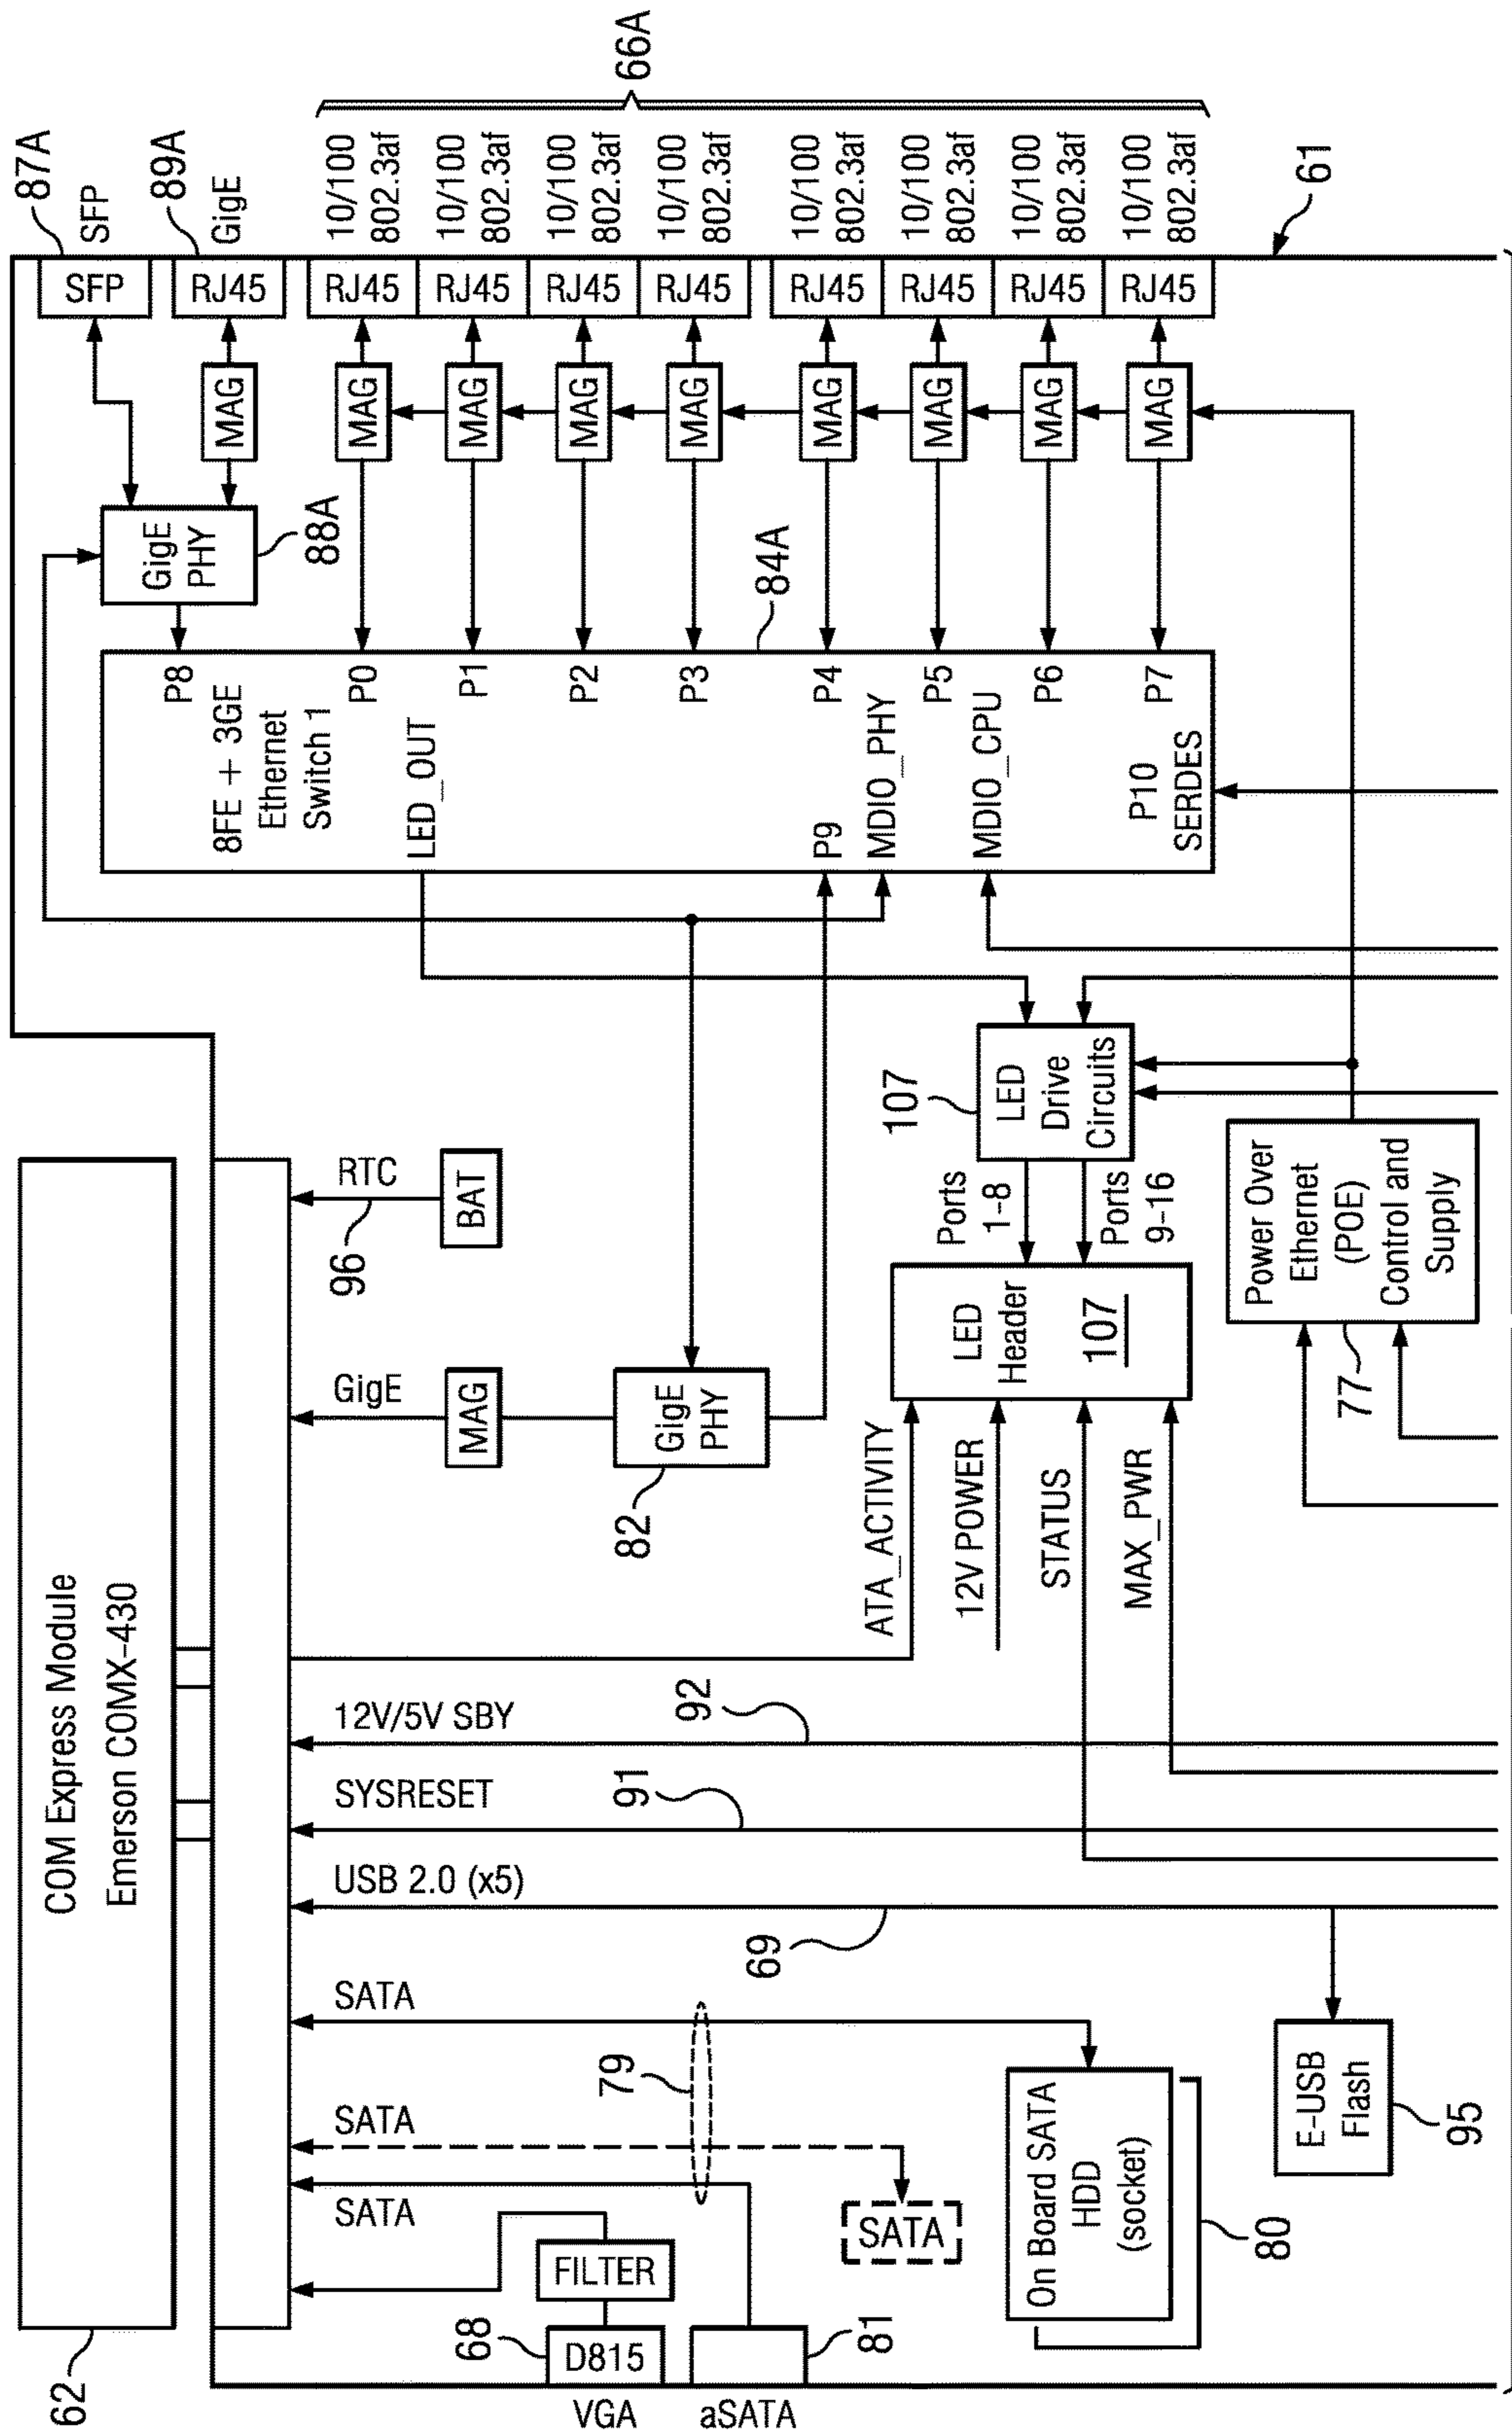 62
COM Express Module
Emerson COMX-430
87A
SFP
SFP
89A
GigE
RJ45
MAG
GigE
PHY
88A
66A
10/100
802.3af
10/100
802.3af
10/100
802.3af
10/100
802.3af
10/100
802.3af
10/100
802.3af
10/100
802.3af
10/100
802.3af
RJ45
RJ45
RJ45
RJ45
RJ45
RJ45
RJ45
RJ45
61
MAG
MAG
MAG
MAG
MAG
MAG
MAG
MAG
84A
P8
P0
P1
P2
P3
P4
P5
P6
P7
8FE + 3GE
Ethernet
Switch 1
LED_OUT
P9
MDIO_PHY
MDIO_CPU
P10
SERDES
RTC
96
BAT
GigE
MAG
GigE
PHY
82
107
LED
Drive
Circuits
Ports
1-8
Ports
9-16
LED
Header
107
Power Over
Ethernet
(POE)
Control and
Supply
77
ATA_ACTIVITY
12V POWER
STATUS
MAX_PWR
12V/5V SBY
92
SYSRESET
91
USB 2.0 (x5)
69
SATA
79
SATA
SATA
SATA
On Board SATA
HDD
(socket)
80
E-USB
Flash
95
FILTER
68
D815
VGA
81
aSATA